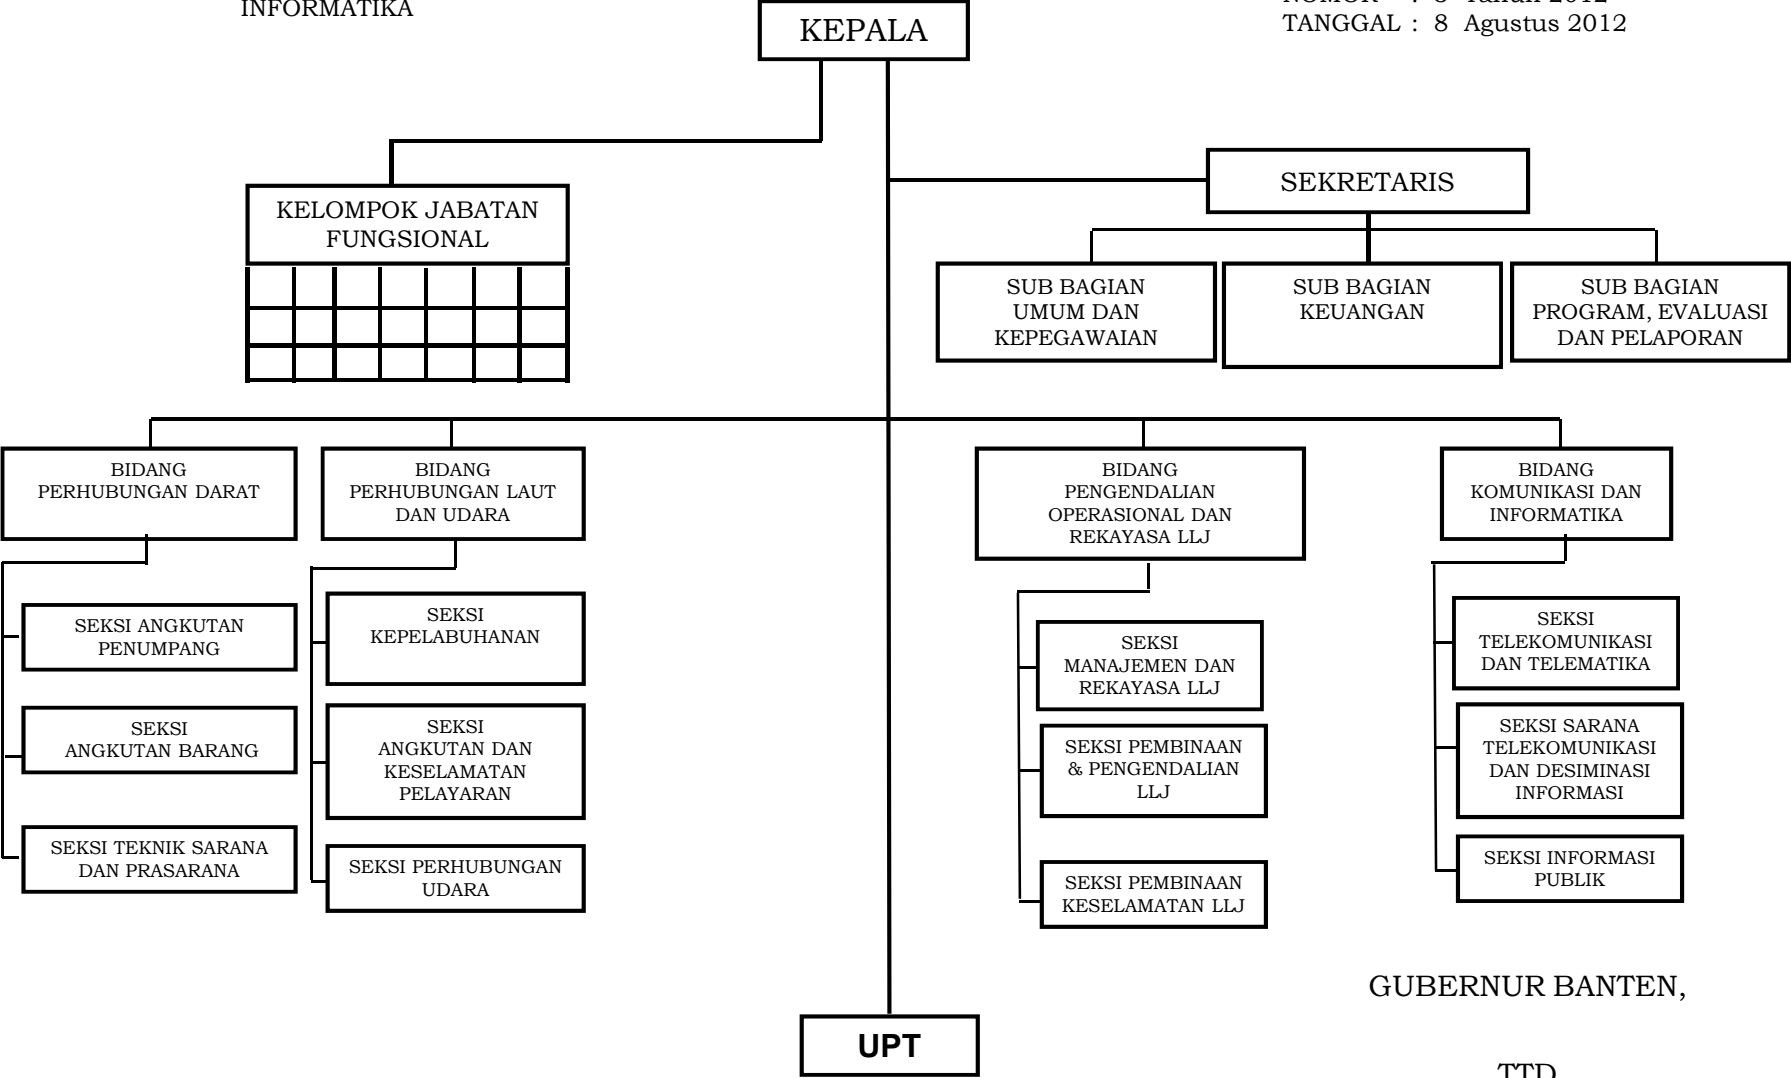 INFORMATIKA
TANGGAL : 8 Agustus 2012
KEPALA
SEKRETARIS
KELOMPOK JABATAN
FUNGSIONAL
SUB BAGIAN
UMUM DAN
KEPEGAWAIAN
SUB BAGIAN
KEUANGAN
SUB BAGIAN
PROGRAM, EVALUASI
DAN PELAPORAN
BIDANG
PERHUBUNGAN DARAT
BIDANG
PERHUBUNGAN LAUT
DAN UDARA
BIDANG
PENGENDALIAN
OPERASIONAL DAN
REKAYASA LLJ
BIDANG
KOMUNIKASI DAN
INFORMATIKA
SEKSI ANGKUTAN
PENUMPANG
SEKSI
ANGKUTAN BARANG
SEKSI TEKNIK SARANA
DAN PRASARANA
SEKSI
KEPELABUHANAN
SEKSI
ANGKUTAN DAN
KESELAMATAN
PELAYARAN
SEKSI PERHUBUNGAN
UDARA
SEKSI
MANAJEMEN DAN
REKAYASA LLJ
SEKSI PEMBINAAN
& PENGENDALIAN
LLJ
SEKSI PEMBINAAN
KESELAMATAN LLJ
SEKSI
TELEKOMUNIKASI
DAN TELEMATIKA
SEKSI SARANA
TELEKOMUNIKASI
DAN DESIMINASI
INFORMASI
SEKSI INFORMASI
PUBLIK
GUBERNUR BANTEN,
UPT
TTD